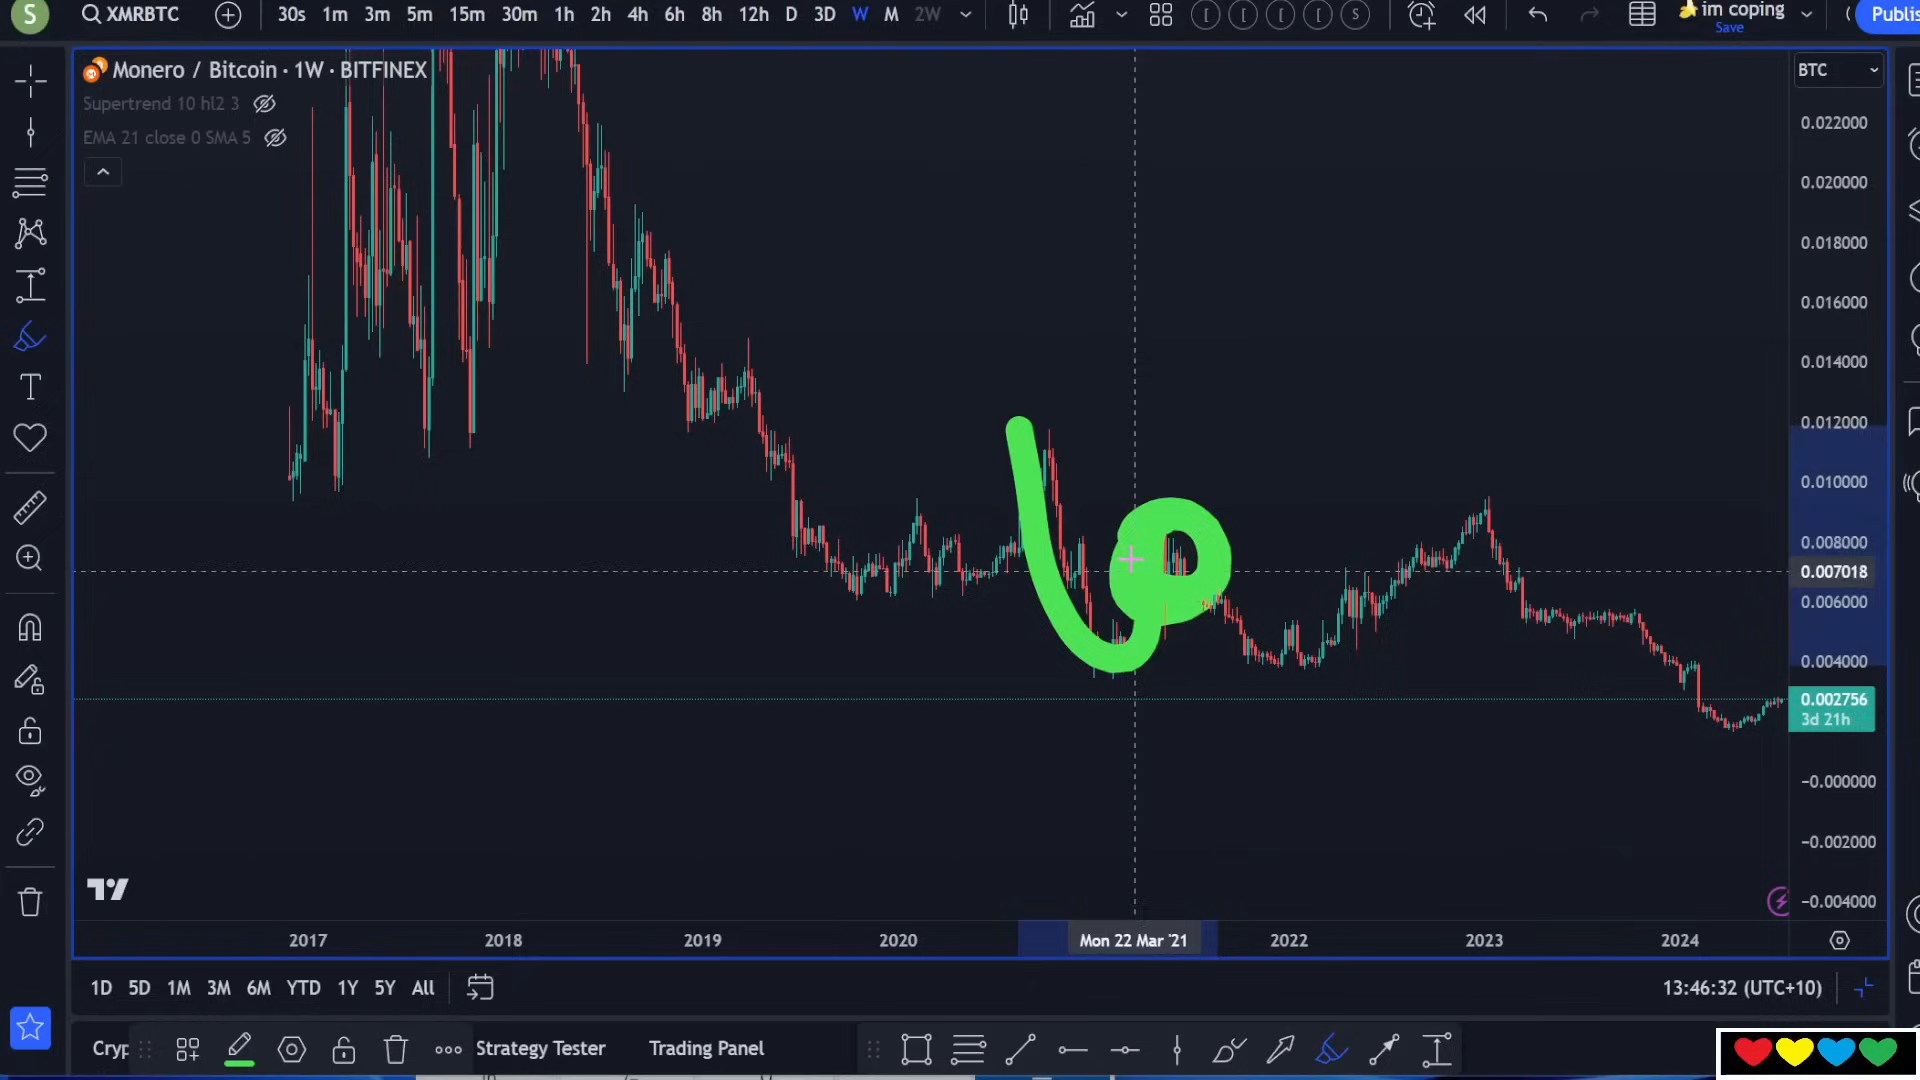 S
XMRBTC
30s 1m 3m 5m 15m 30m 1h 2h 4h 6h 8h 12h D 3D W M 2W
im coping
Save
Publis
Monero / Bitcoin · 1W · BITFINEX
Supertrend 10 hl2 3
EMA 21 close 0 SMA 5
BTC
0.022000
0.020000
0.018000
0.016000
0.014000
0.012000
0.010000
0.008000
0.007018
0.006000
0.004000
0.002756
3d 21h
−0.000000
−0.002000
−0.004000
2017 2018 2019 2020 Mon 22 Mar '21 2022 2023 2024
1D 5D 1M 3M 6M YTD 1Y 5Y All
13:46:32 (UTC+10)
Cryp
Strategy Tester
Trading Panel